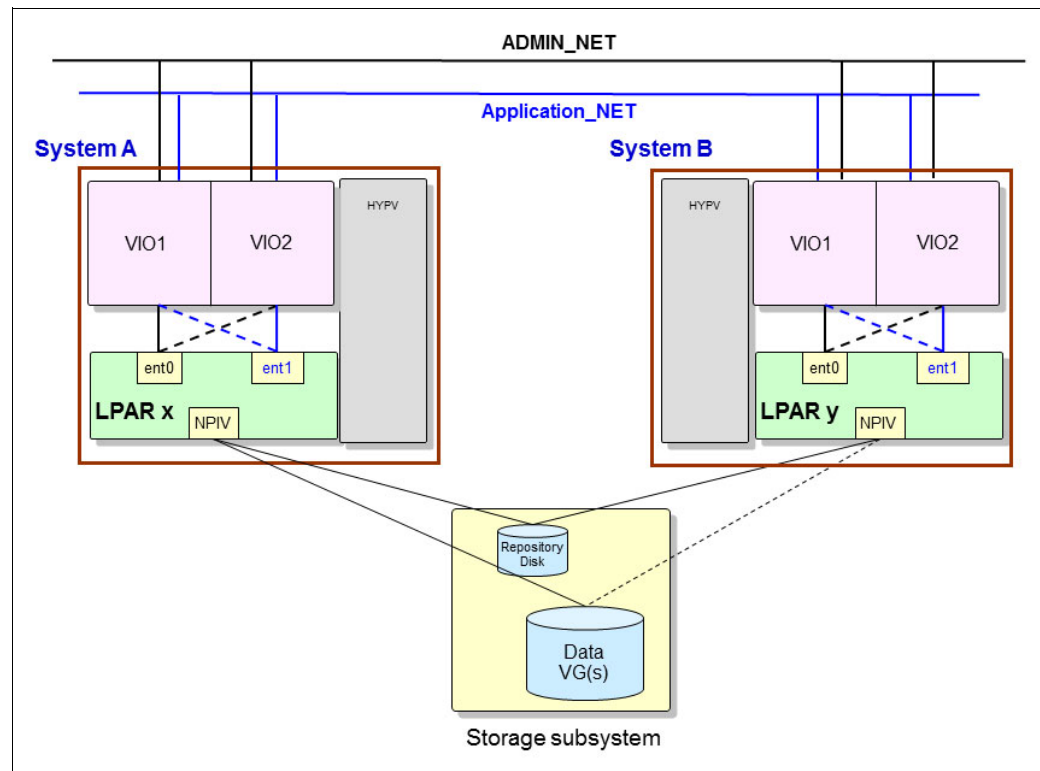 ADMIN_NET
Application_NET
System A
System B
HYPV
VIO1
VIO2
HYPV
VIO1
VIO2
ent0
ent1
LPAR x
NPIV
ent0
ent1
LPAR y
NPIV
Repository
Disk
Data
VG(s)
Storage subsystem